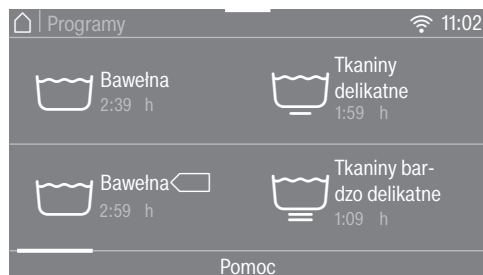 Programy
11:02
Bawełna
2:39 h
Tkaniny
delikatne
1:59 h
Bawełna
2:59 h
Tkaniny bar-
dzo delikatne
1:09 h
Pomoc